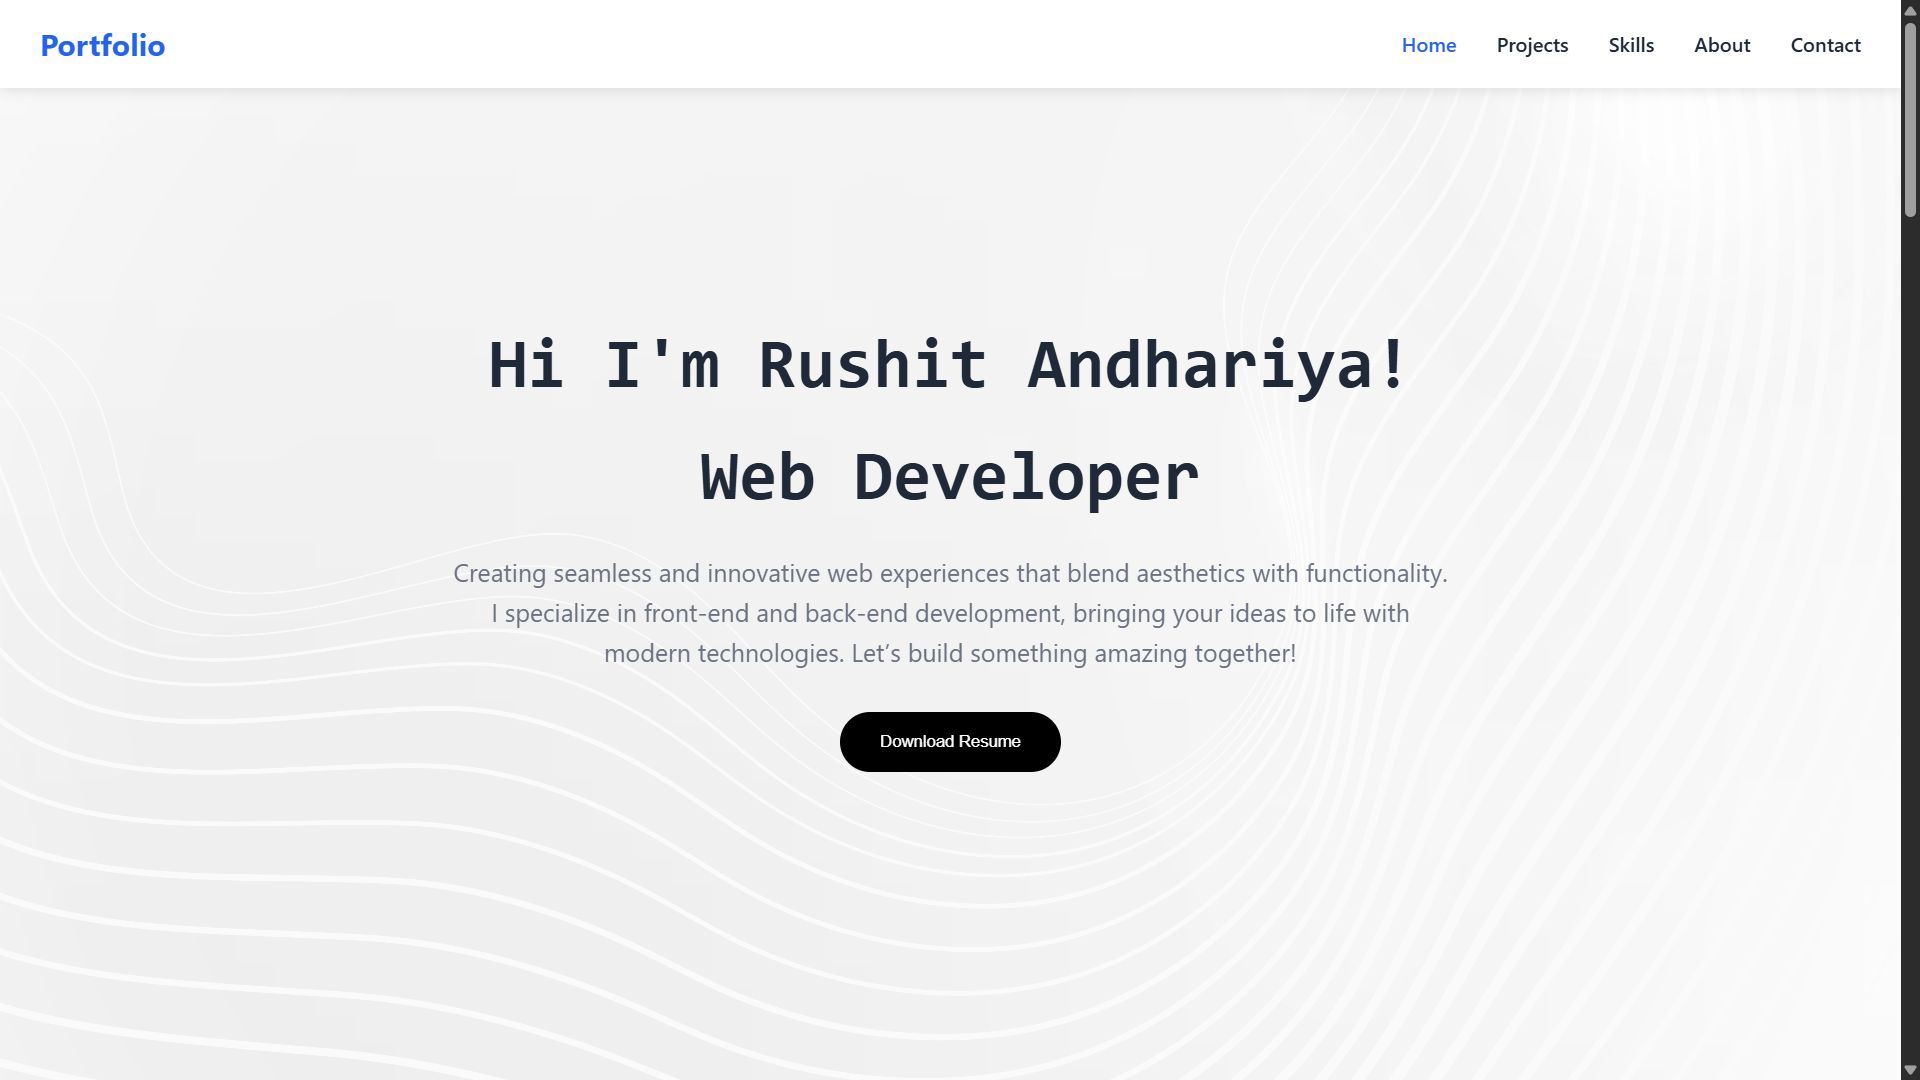 Portfolio
Home Projects Skills About Contact
Hi I'm Rushit Andhariya!
Web Developer
Creating seamless and innovative web experiences that blend aesthetics with functionality.
I specialize in front-end and back-end development, bringing your ideas to life with
modern technologies. Let’s build something amazing together!
Download Resume